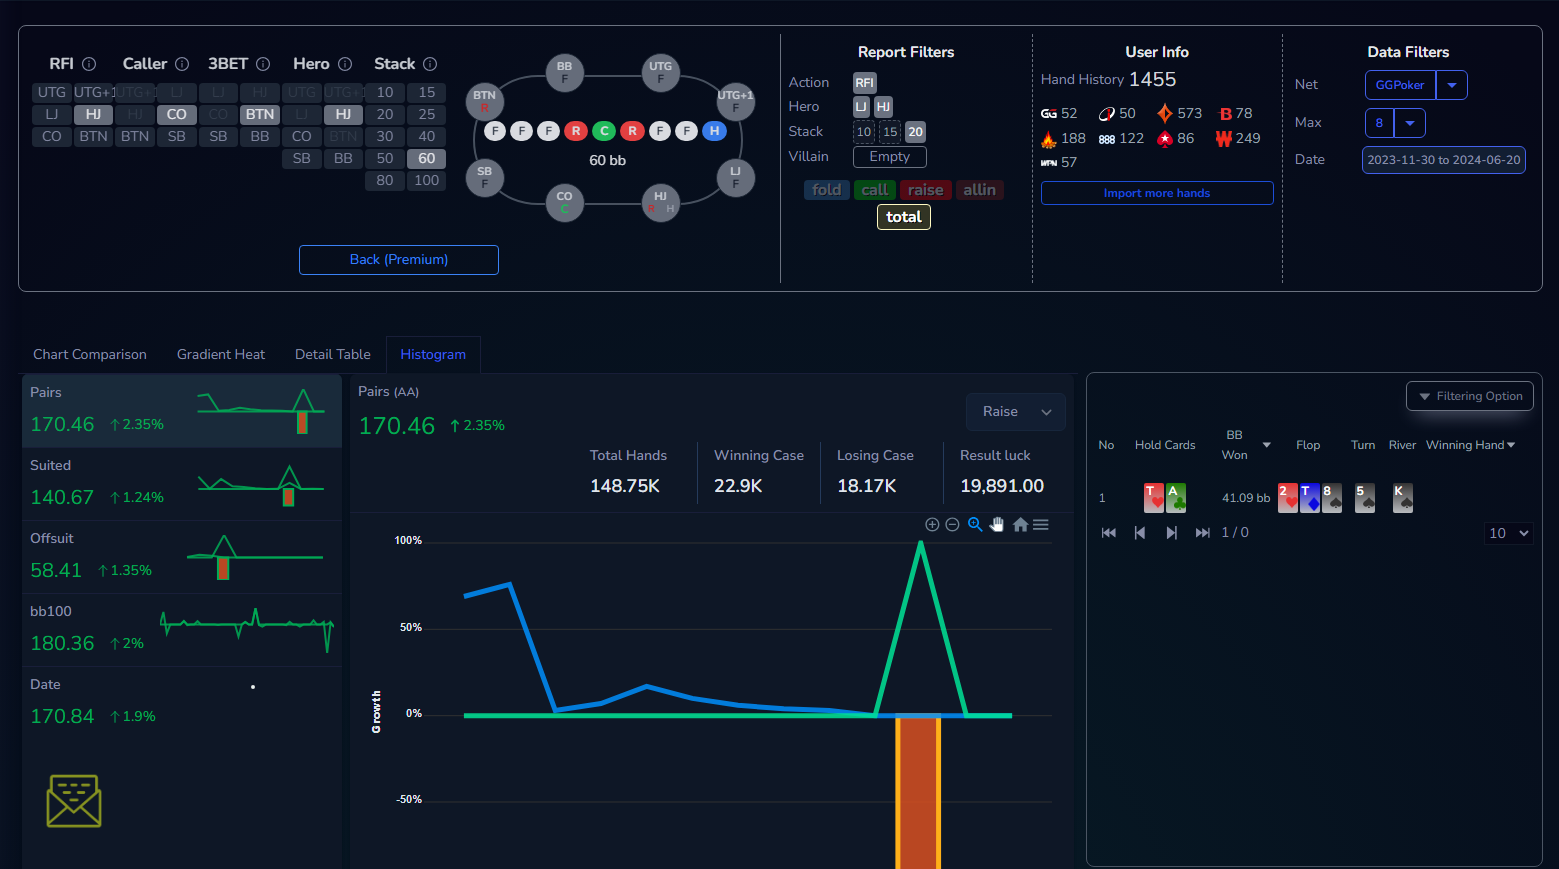 RFI Caller 3BET Hero Stack
UTG UTG+1 UTG+1 LJ LJ HJ UTG UTG+1 10 15
LJ HJ HJ CO CO BTN LJ HJ 20 25
CO BTN BTN SB SB BB CO BTN 30 40
SB BB 50 60
80 100
Back (Premium)
BB F
UTG F
BTN R
UTG+1 F
F F F R C R F F H
60 bb
SB F
LJ F
CO C
HJ R H
Report Filters
Action RFI
Hero LJ HJ
Stack 10 15 20
Villain Empty
fold call raise allin
total
User Info
Hand History 1455
GG 52 50 573 B 78
188 888 122 86 W 249
WPN 57
Import more hands
Data Filters
Net GGPoker
Max 8
Date 2023-11-30 to 2024-06-20
Chart Comparison Gradient Heat Detail Table Histogram
Pairs
170.46 ↑2.35%
Suited
140.67 ↑1.24%
Offsuit
58.41 ↑1.35%
bb100
180.36 ↑2%
Date
170.84 ↑1.9%
Pairs (AA)
170.46 ↑2.35%
Raise
Total Hands Winning Case Losing Case Result luck
148.75K 22.9K 18.17K 19,891.00
100%
50%
0%
-50%
Growth
Filtering Option
No Hold Cards BB Won Flop Turn River Winning Hand
1 T A 41.09 bb 2 T 8 5 K
1 / 0 10